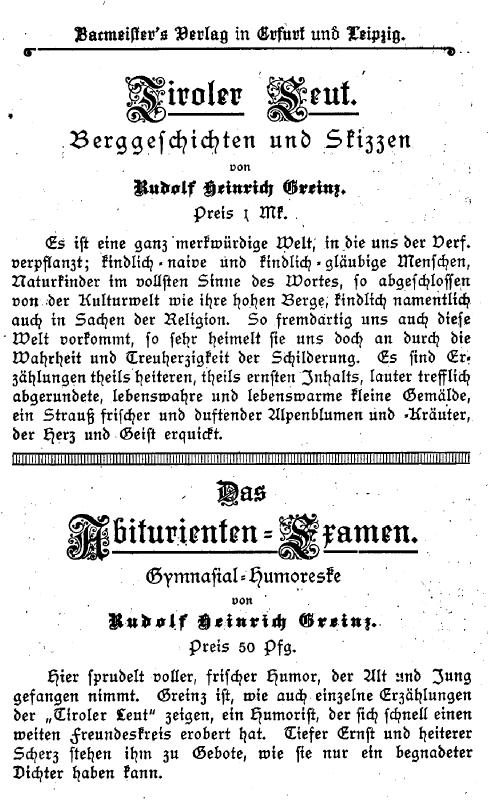 Bacmeister's Verlag in Erfurt und Leipzig.
Tiroler Leut.
Berggeschichten und Skizzen
von
Rudolf Heinrich Greinz.
Preis 1 Mk.
Es ist eine ganz merkwürdige Welt, in die uns der Verf.
verpflanzt; kindlich-naive und kindlich-gläubige Menschen,
Naturkinder im vollsten Sinne des Wortes, so abgeschlossen
von der Kulturwelt wie ihre hohen Berge, kindlich namentlich
auch in Sachen der Religion. So fremdartig uns auch diese
Welt vorkommt, so sehr heimelt sie uns doch an durch die
Wahrheit und Treuherzigkeit der Schilderung. Es sind Er-
zählungen theils heiteren, theils ernsten Inhalts, lauter trefflich
abgerundete, lebenswahre und lebenswarme kleine Gemälde,
ein Strauß frischer und duftender Alpenblumen und -Kräuter,
der Herz und Geist erquickt.
Das
Abiturienten-Examen.
Gymnasial-Humoreske
von
Rudolf Heinrich Greinz.
Preis 50 Pfg.
Hier sprudelt voller, frischer Humor, der Alt und Jung
gefangen nimmt. Greinz ist, wie auch einzelne Erzählungen
der „Tiroler Leut" zeigen, ein Humorist, der sich schnell einen
weiten Freundeskreis erobert hat. Tiefer Ernst und heiterer
Scherz stehen ihm zu Gebote, wie sie nur ein begnadeter
Dichter haben kann.